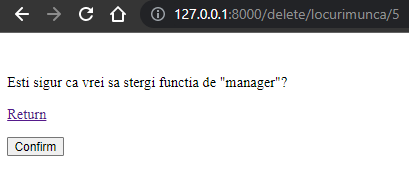 127.0.0.1:8000/delete/locurimunca/5
Esti sigur ca vrei sa stergi functia de "manager"?
Return
Confirm